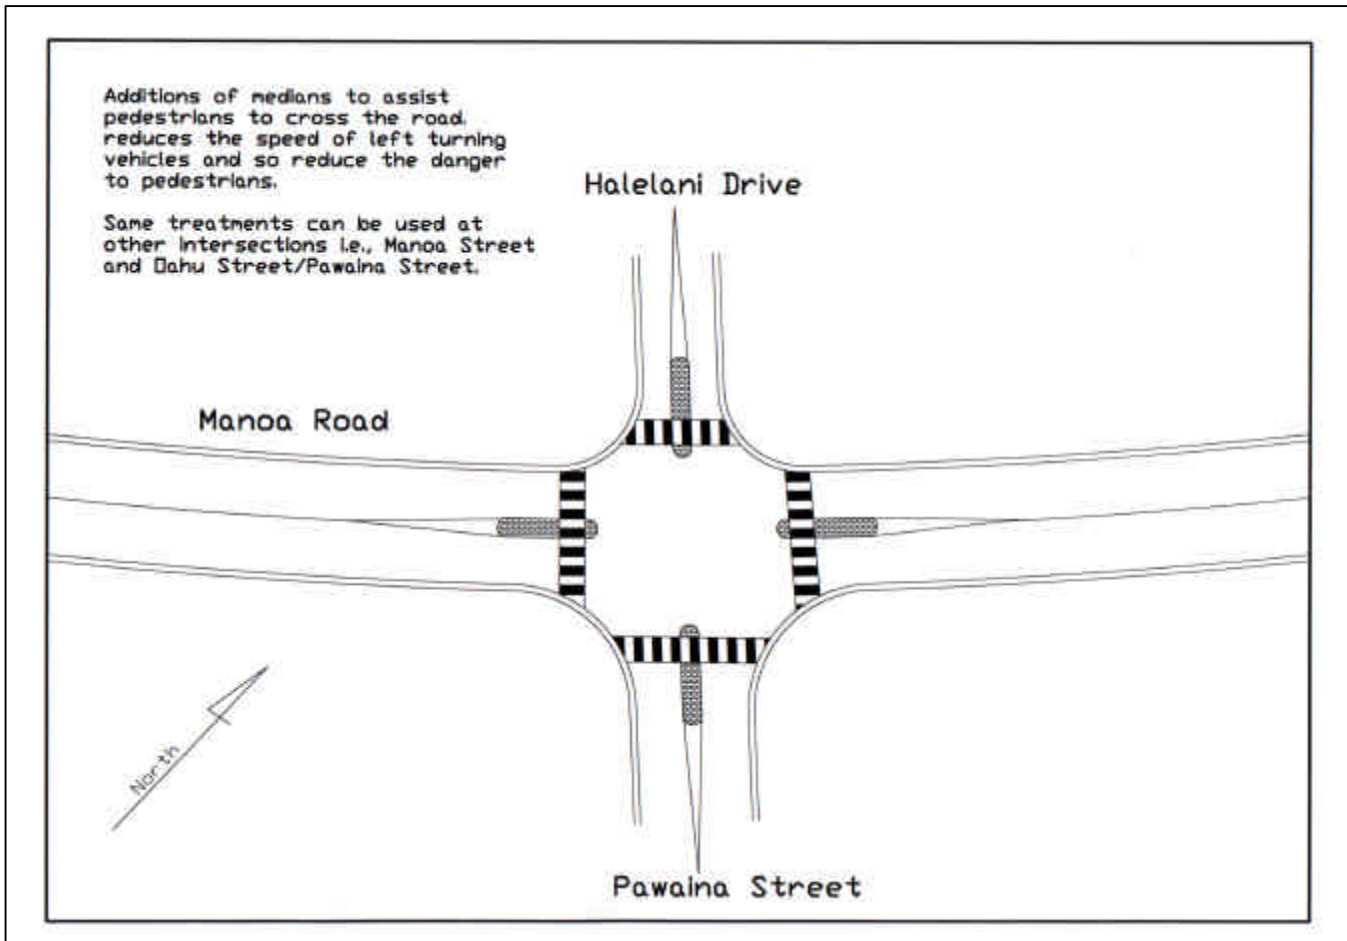 Additions of medians to assist
pedestrians to cross the road.
reduces the speed of left turning
vehicles and so reduce the danger
to pedestrians.
Same treatments can be used at
other intersections i.e., Manoa Street
and Oahu Street/Pawaina Street.
Halelani Drive
Manoa Road
North
Pawaina Street